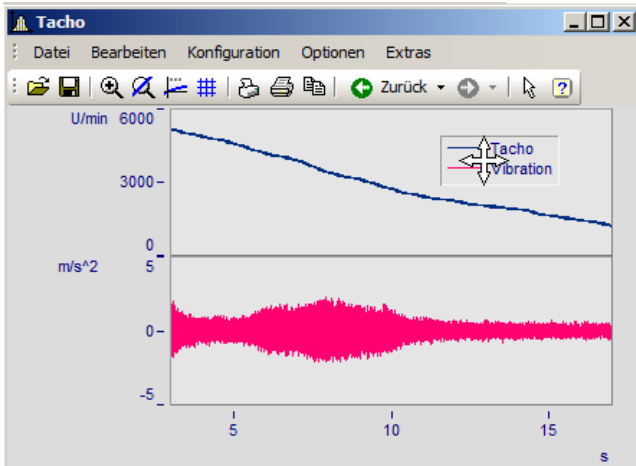 Tacho
Datei Bearbeiten Konfiguration Optionen Extras
Zurück
U/min 6000
Tacho
Vibration
3000
0
m/s^2 5
0
-5
5 10 15
s